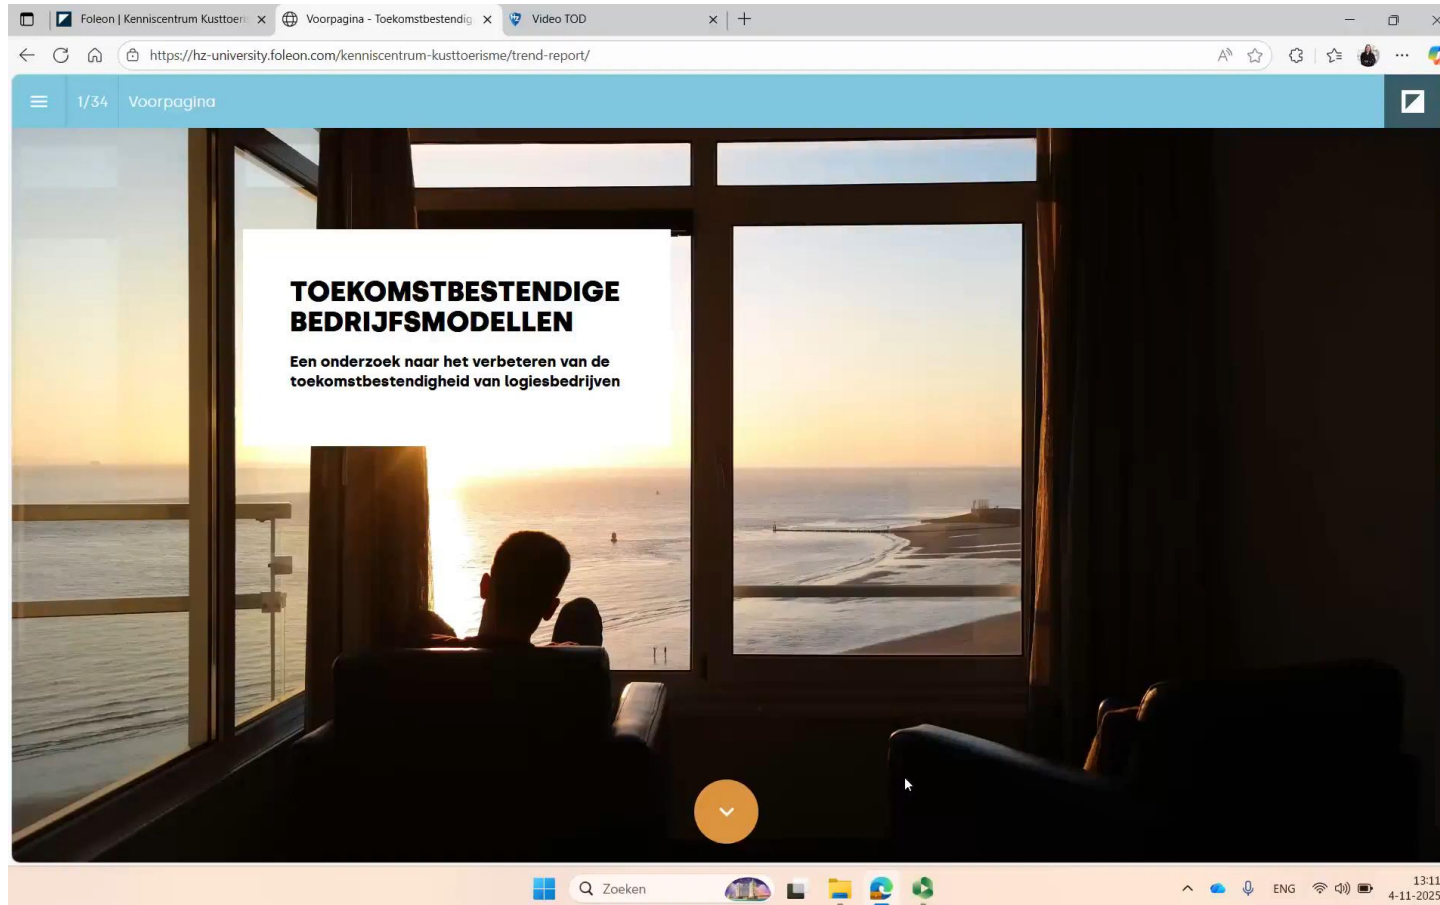 Foleon | Kenniscentrum Kusttoeri
Voorpagina - Toekomstbestendig
Video TOD
https://hz-university.foleon.com/kenniscentrum-kusttoerisme/trend-report/
1/34
Voorpagina
TOEKOMSTBESTENDIGE
BEDRIJFSMODELLEN
Een onderzoek naar het verbeteren van de
toekomstbestendigheid van logiesbedrijven
Zoeken
ENG
13:11
4-11-2025